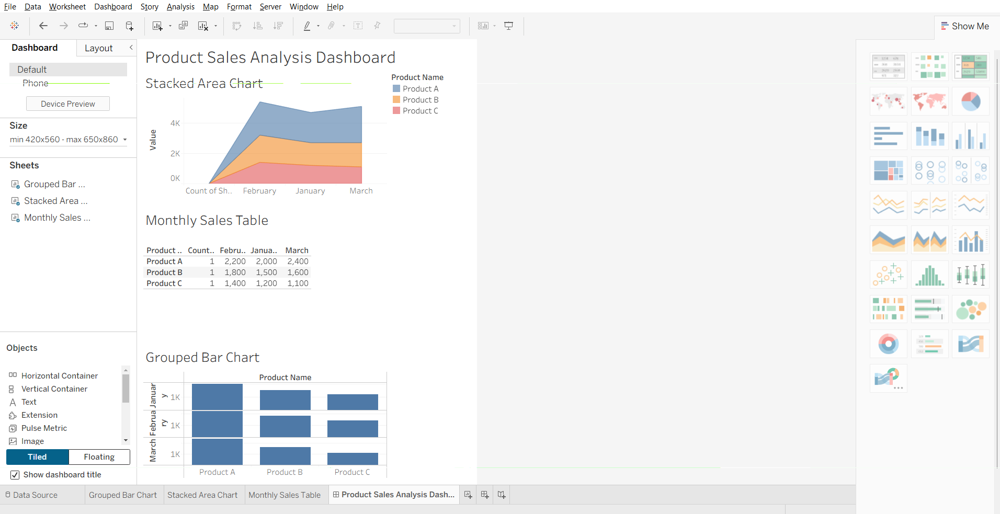 File Data Worksheet Dashboard Story Analysis Map Format Server Window Help
Show Me
Dashboard
Layout
Default
Phone
Device Preview
Size
min 420x560 - max 650x860
Sheets
Grouped Bar ...
Stacked Area ...
Monthly Sales ...
Objects
Horizontal Container
Vertical Container
Text
Extension
Pulse Metric
Image
Tiled Floating
Show dashboard title
Product Sales Analysis Dashboard
Stacked Area Chart
Product Name
Product A
Product B
Product C
Value
4K
2K
0K
Count of Sh.. February January March
Monthly Sales Table
Product .. Count.. Febru.. Janua.. March
Product A 1 2,200 2,000 2,400
Product B 1 1,800 1,500 1,600
Product C 1 1,400 1,200 1,100
Grouped Bar Chart
Product Name
January
1K
February
1K
March
1K
Product A Product B Product C
Data Source Grouped Bar Chart Stacked Area Chart Monthly Sales Table Product Sales Analysis Dash...